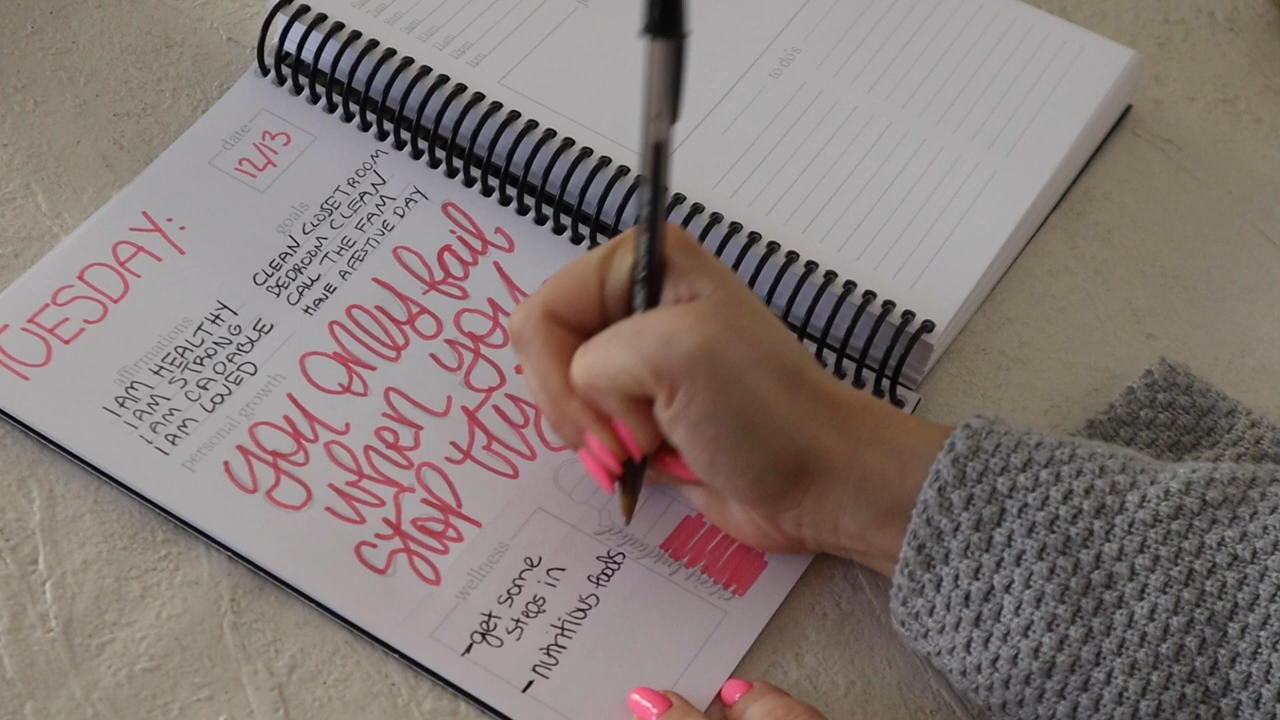 TUESDAY:
date
12/13
goals
CLEAN CLOSETROOM
BEDROOM CLEAN
CALL THE FAM
HAVE A FESTIVE DAY
affirmations
I AM HEALTHY
I AM STRONG
I AM CAPABLE
I AM LOVED
personal growth
you only fail
when you
stop try
wellness
-get some
steps in
-nutritious foods
to do's